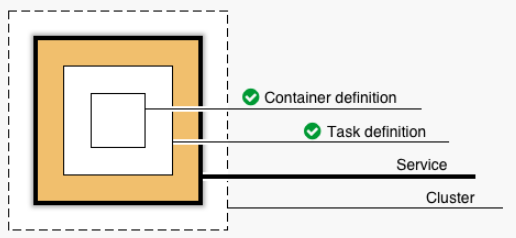 Container definition
Task definition
Service
Cluster